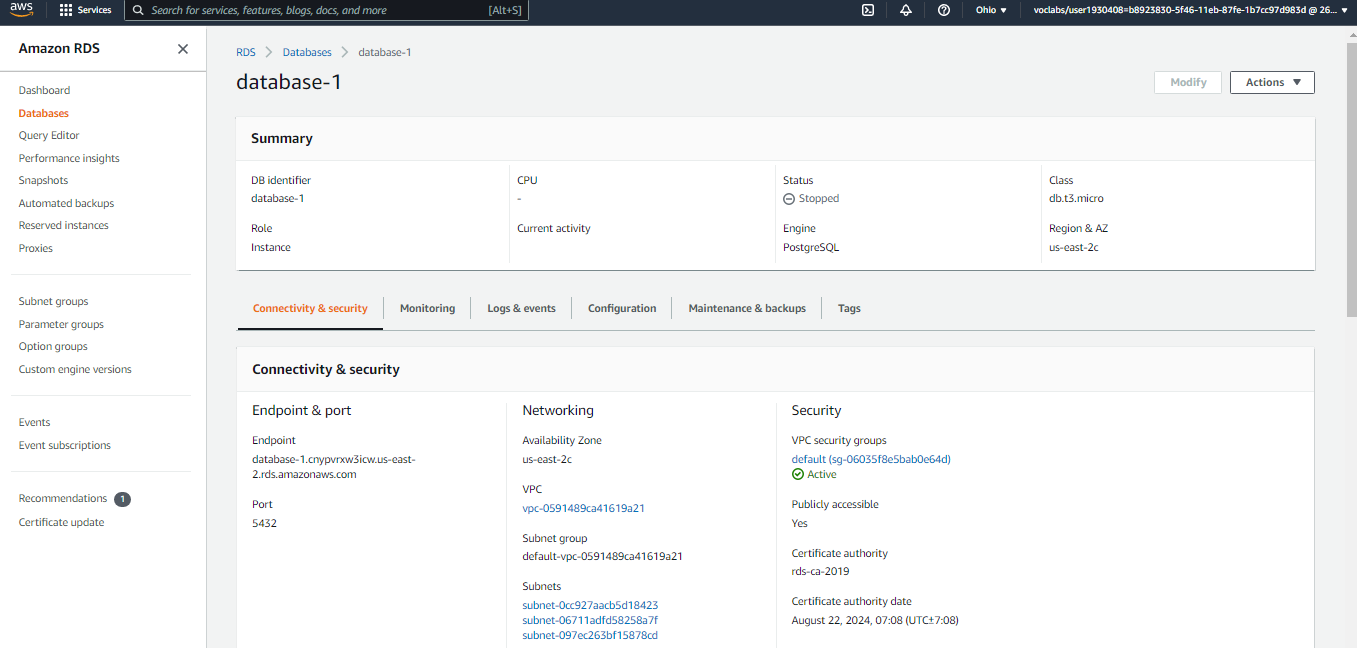 aws
Services
Search for services, features, blogs, docs, and more
[Alt+S]
Ohio
voclabs/user1930408=b8923830-5f46-11eb-87fe-1b7cc97d983d @ 26...
Amazon RDS
Dashboard
Databases
Query Editor
Performance insights
Snapshots
Automated backups
Reserved instances
Proxies
Subnet groups
Parameter groups
Option groups
Custom engine versions
Events
Event subscriptions
Recommendations 1
Certificate update
RDS
Databases
database-1
database-1
Modify
Actions
Summary
DB identifier
database-1
Role
Instance
CPU
-
Current activity
Status
Stopped
Engine
PostgreSQL
Class
db.t3.micro
Region & AZ
us-east-2c
Connectivity & security
Monitoring
Logs & events
Configuration
Maintenance & backups
Tags
Connectivity & security
Endpoint & port
Endpoint
database-1.cnypvrxw3icw.us-east-
2.rds.amazonaws.com
Port
5432
Networking
Availability Zone
us-east-2c
VPC
vpc-0591489ca41619a21
Subnet group
default-vpc-0591489ca41619a21
Subnets
subnet-0cc927aacb5d18423
subnet-06711adfd58258a7f
subnet-097ec263bf15878cd
Security
VPC security groups
default (sg-06035f8e5bab0e64d)
Active
Publicly accessible
Yes
Certificate authority
rds-ca-2019
Certificate authority date
August 22, 2024, 07:08 (UTC±7:08)